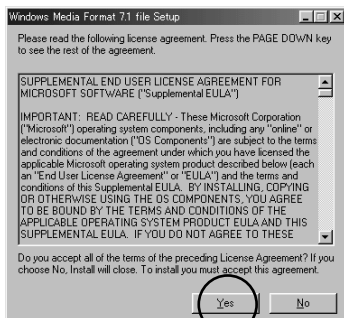 Windows Media Format 7.1 file Setup
Please read the following license agreement. Press the PAGE DOWN key
to see the rest of the agreement.
SUPPLEMENTAL END USER LICENSE AGREEMENT FOR
MICROSOFT SOFTWARE ("Supplemental EULA")
IMPORTANT: READ CAREFULLY - These Microsoft Corporation
("Microsoft") operating system components, including any "online" or
electronic documentation ("OS Components") are subject to the terms
and conditions of the agreement under which you have licensed the
applicable Microsoft operating system product described below (each
an "End User License Agreement" or "EULA") and the terms and
conditions of this Supplemental EULA. BY INSTALLING, COPYING
OR OTHERWISE USING THE OS COMPONENTS, YOU AGREE
TO BE BOUND BY THE TERMS AND CONDITIONS OF THE
APPLICABLE OPERATING SYSTEM PRODUCT EULA AND THIS
SUPPLEMENTAL EULA. IF YOU DO NOT AGREE TO THESE
Do you accept all of the terms of the preceding License Agreement? If you
choose No, Install will close. To install you must accept this agreement.
Yes No